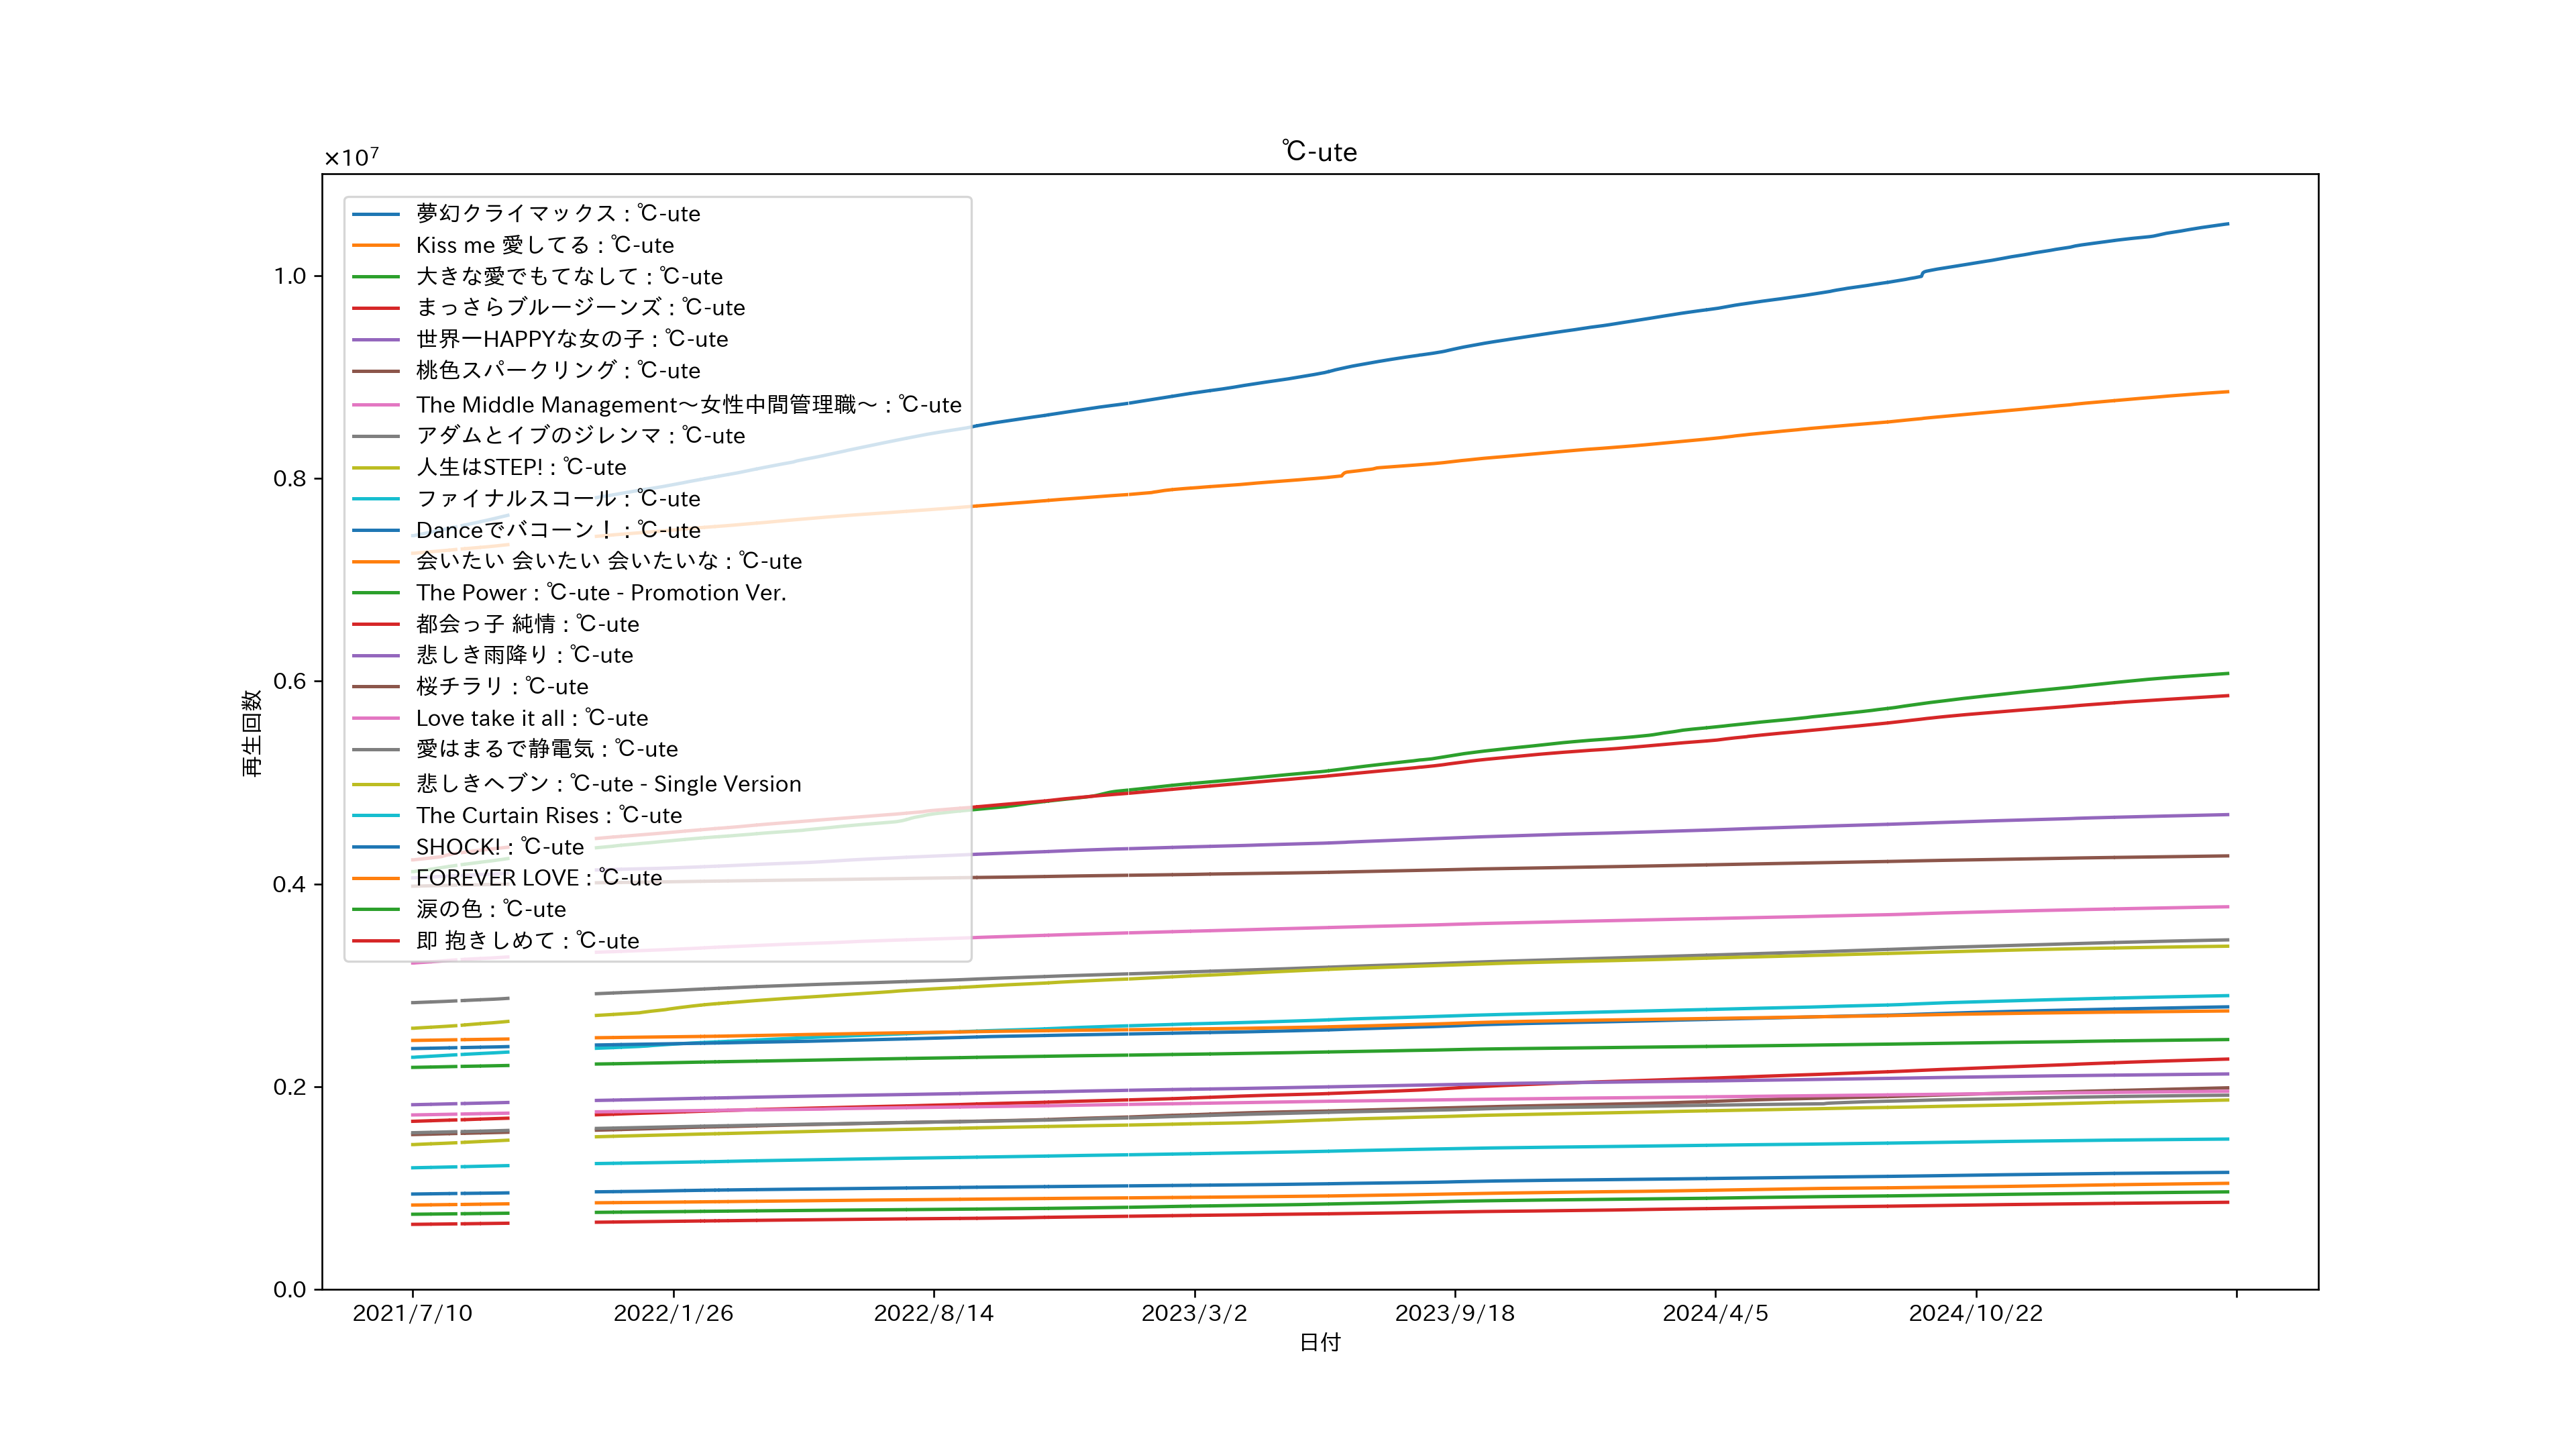 ℃-ute
×10⁷
夢幻クライマックス : ℃-ute
Kiss me 愛してる : ℃-ute
大きな愛でもてなして : ℃-ute
まっさらブルージーンズ : ℃-ute
世界一HAPPYな女の子 : ℃-ute
桃色スパークリング : ℃-ute
The Middle Management～女性中間管理職～ : ℃-ute
アダムとイブのジレンマ : ℃-ute
人生はSTEP! : ℃-ute
ファイナルスコール : ℃-ute
Danceでバコーン！ : ℃-ute
会いたい 会いたい 会いたいな : ℃-ute
The Power : ℃-ute - Promotion Ver.
都会っ子 純情 : ℃-ute
悲しき雨降り : ℃-ute
桜チラリ : ℃-ute
Love take it all : ℃-ute
愛はまるで静電気 : ℃-ute
悲しきヘブン : ℃-ute - Single Version
The Curtain Rises : ℃-ute
SHOCK! : ℃-ute
FOREVER LOVE : ℃-ute
涙の色 : ℃-ute
即 抱きしめて : ℃-ute
1.0
0.8
0.6
0.4
0.2
0.0
再生回数
2021/7/10 2022/1/26 2022/8/14 2023/3/2 2023/9/18 2024/4/5 2024/10/22
日付